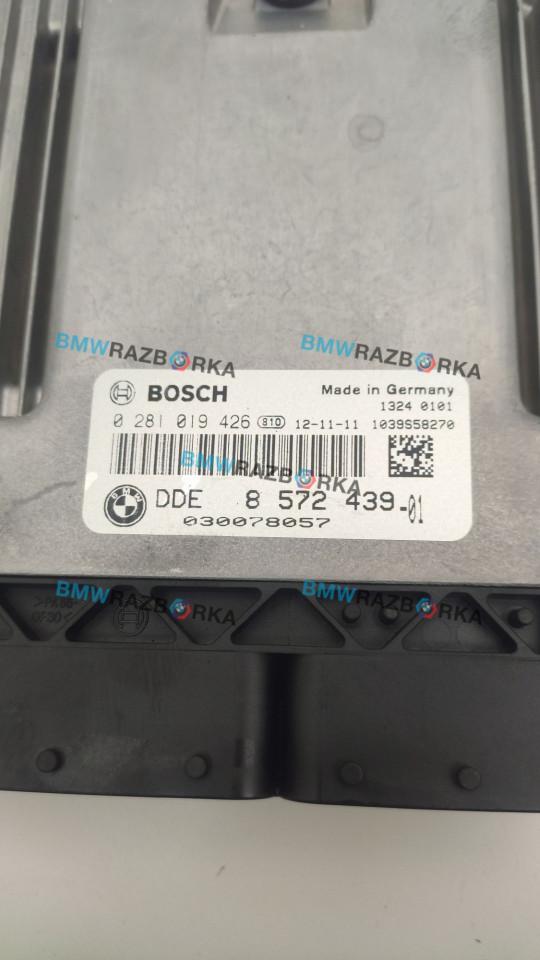 BMWRAZBORKA BMWRAZBORKA
BOSCH Made in Germany
1324 0101
0 281 019 426 810 12-11-11 1039S58270
BMWRAZBORKA
BMW DDE 8 572 439-01
030078057
BMWRAZBORKA BMWRAZBORKA